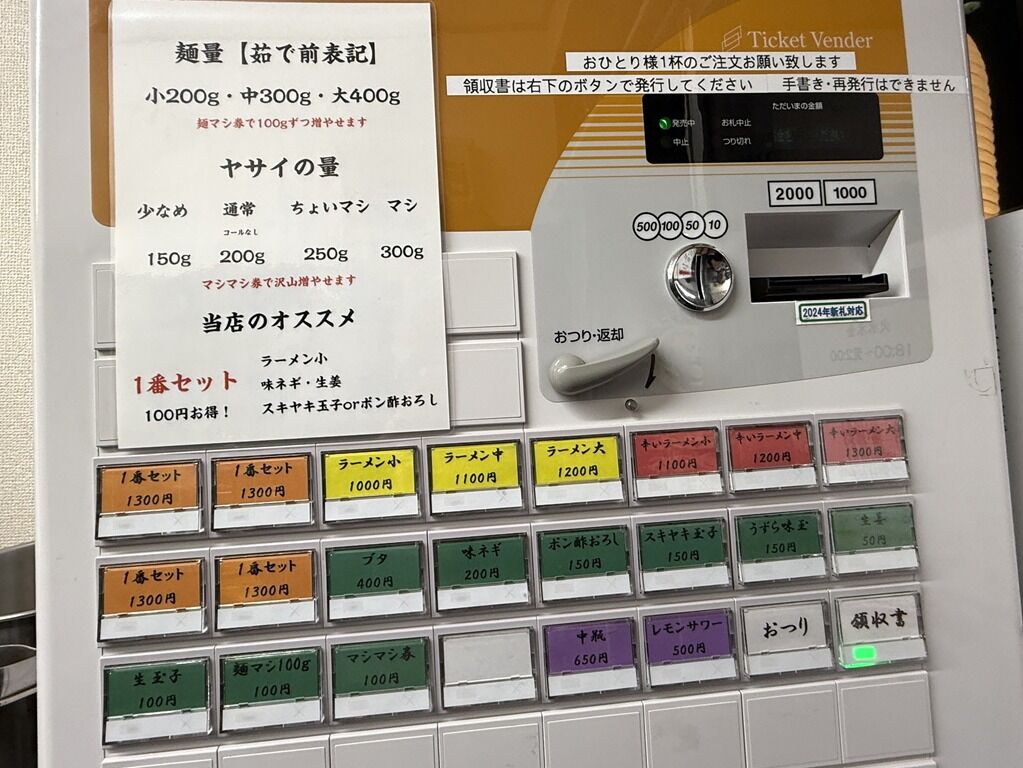 麺量【茹で前表記】
小200g・中300g・大400g
麺マシ券で100gずつ増やせます
ヤサイの量
少なめ 通常 ちょいマシ マシ
コールなし
150g 200g 250g 300g
マシマシ券で沢山増やせます
当店のオススメ
1番セット
100円お得!
ラーメン小
味ネギ・生姜
スキヤキ玉子orポン酢おろし
Ticket Vender
おひとり様1杯のご注文お願い致します
領収書は右下のボタンで発行してください 手書き・再発行はできません
ただいまの金額
発売中 お札中止
中止 つり切れ
2000 1000
500 100 50 10
2024年新札対応
おつり・返却
1番セット 1300円
1番セット 1300円
ラーメン小 1000円
ラーメン中 1100円
ラーメン大 1200円
辛いラーメン小 1100円
辛いラーメン中 1200円
辛いラーメン大 1300円
1番セット 1300円
1番セット 1300円
ブタ 400円
味ネギ 200円
ポン酢おろし 150円
スキヤキ玉子 150円
うずら味玉 150円
生姜 50円
生玉子 100円
麺マシ100g 100円
マシマシ券 100円
中瓶 650円
レモンサワー 500円
おつり
領収書